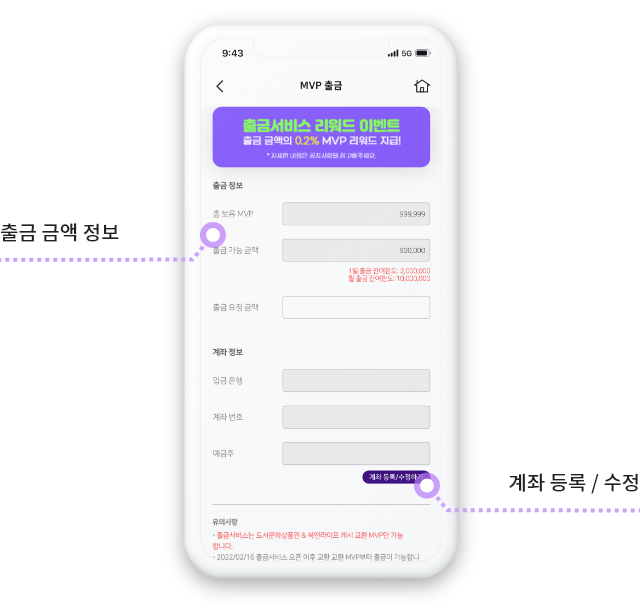 9:43
5G
MVP 출금
출금서비스 리워드 이벤트
출금 금액의 0.2% MVP 리워드 지급!
* 자세한 내용은 공지사항을 참고해주세요.
출금 정보
총 보유 MVP
999,999
출금 금액 정보
출금 가능 금액
900,000
1일 출금 잔여한도: 2,000,000
월 출금 잔여한도: 10,000,000
출금 요청 금액
계좌 정보
입금 은행
계좌 번호
예금주
계좌 등록/수정하기
계좌 등록 / 수정
유의사항
- 출금서비스는 도서문화상품권 & 북앤라이프 캐시 교환 MVP만 가능
합니다.
- 2022/02/16 출금서비스 오픈 이후 교환 교환 MVP부터 출금이 가능합니